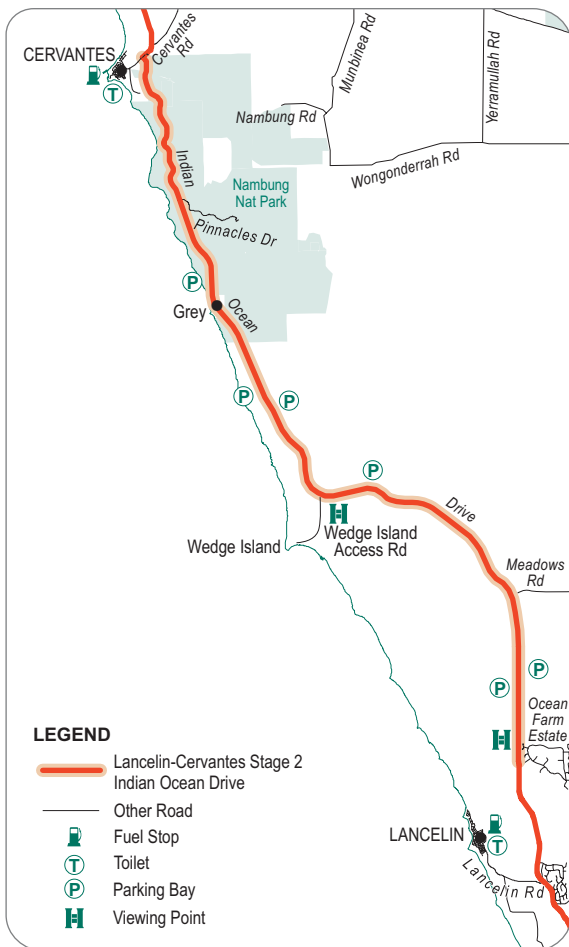 CERVANTES
Cervantes
Rd
T
Munbinea Rd
Yerramullah Rd
Nambung Rd
Wongonderrah Rd
Indian
Nambung
Nat Park
Pinnacles Dr
P
Grey
Ocean
P
P
P
Drive
Wedge Island
Access Rd
Wedge Island
Meadows
Rd
P
P
Ocean
Farm
Estate
LEGEND
Lancelin-Cervantes Stage 2
Indian Ocean Drive
Other Road
Fuel Stop
T
Toilet
P
Parking Bay
Viewing Point
LANCELIN
T
Lancelin Rd